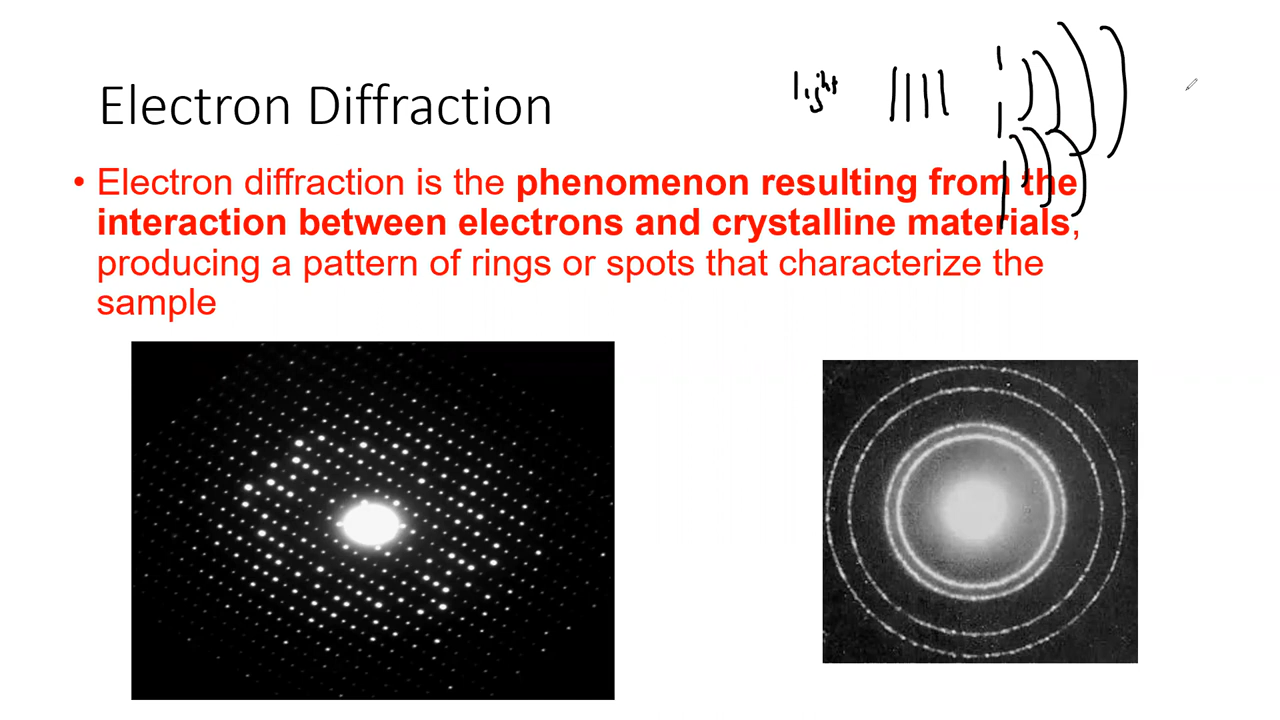 light
Electron Diffraction
• Electron diffraction is the phenomenon resulting from the
interaction between electrons and crystalline materials,
producing a pattern of rings or spots that characterize the
sample